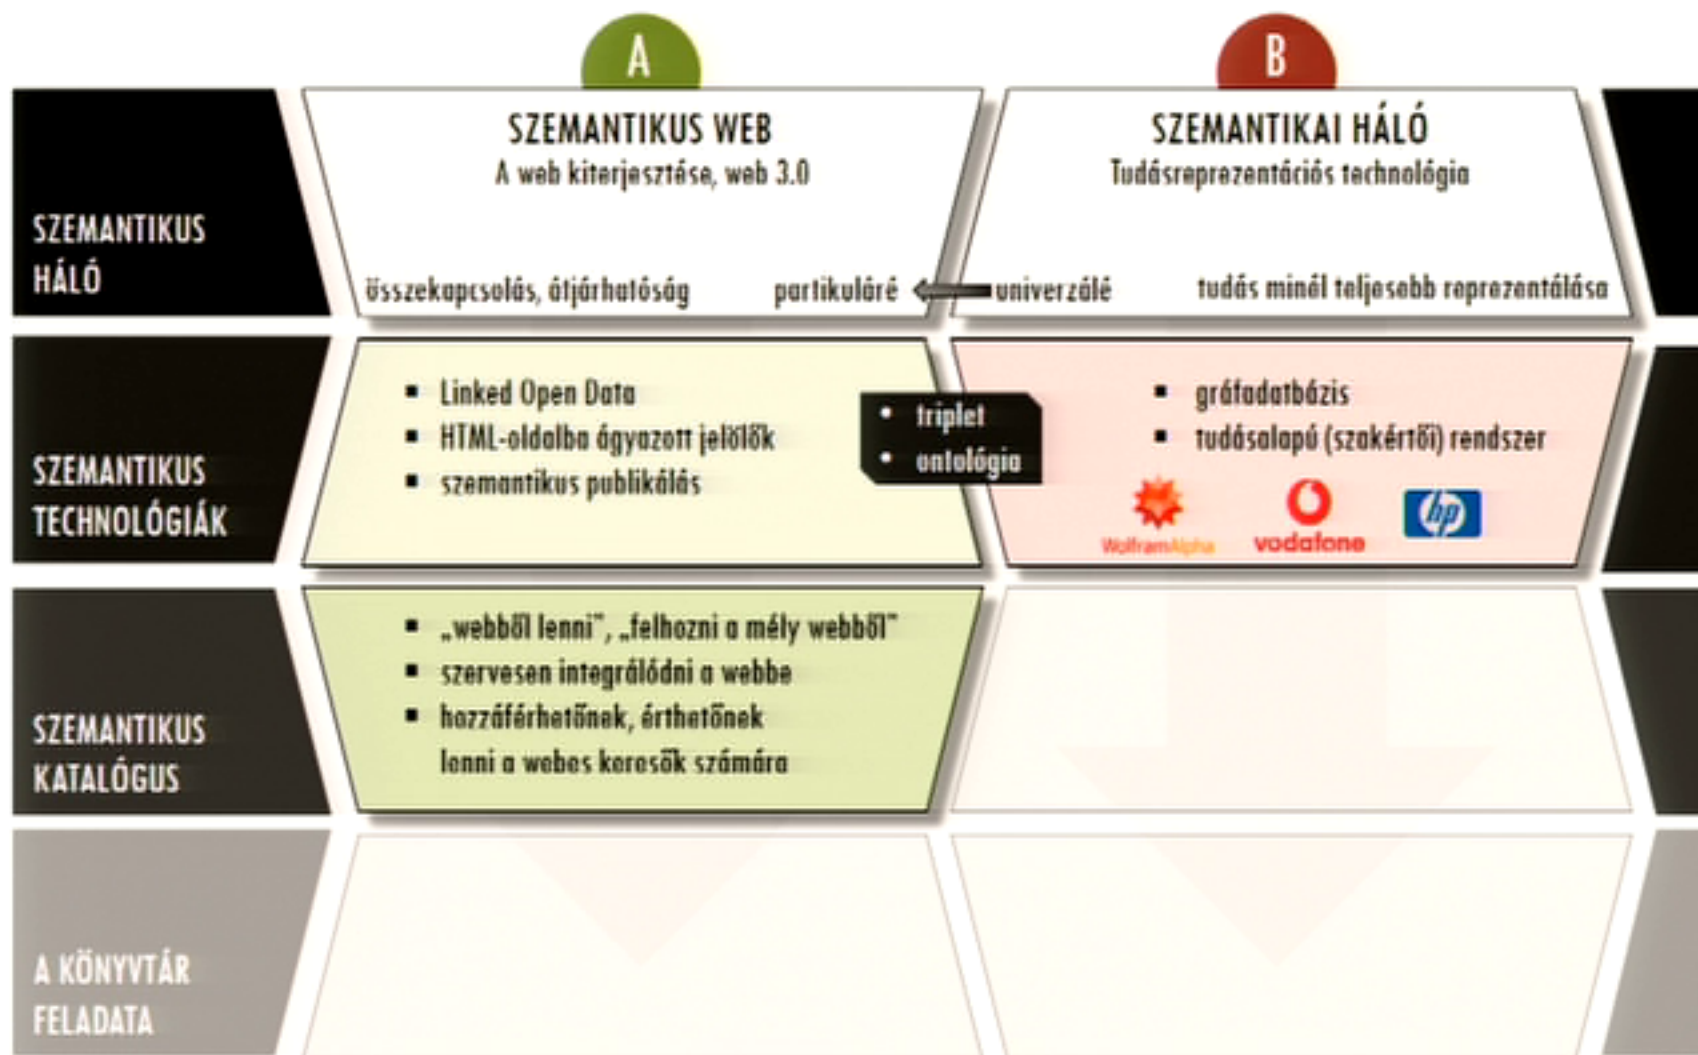 A
B
SZEMANTIKUS
HÁLÓ
SZEMANTIKUS WEB
A web kiterjesztése, web 3.0
összekapcsolás, átjárhatóság
partikuláré
SZEMANTIKAI HÁLÓ
Tudásreprezentációs technológia
univerzálé
tudás minél teljesebb reprezentálása
SZEMANTIKUS
TECHNOLÓGIÁK
▪ Linked Open Data
▪ HTML-oldalba ágyazott jelölők
▪ szemantikus publikálás
• triplet
• ontológia
▪ gráfadatbázis
▪ tudásalapú (szakértői) rendszer
WolframAlpha
vodafone
hp
SZEMANTIKUS
KATALÓGUS
▪ „webből lenni”, „felhozni a mély webből”
▪ szervesen integrálódni a webbe
▪ hozzáférhetőnek, érthetőnek
lenni a webes keresők számára
A KÖNYVTÁR
FELADATA